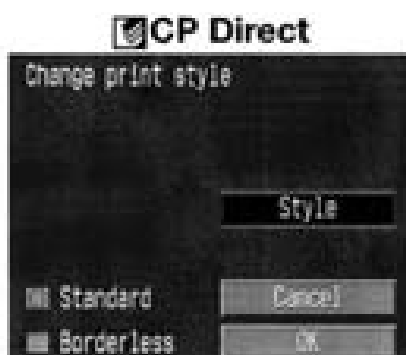 CP Direct
Change print style
Style
Standard
Cancel
Borderless
OK